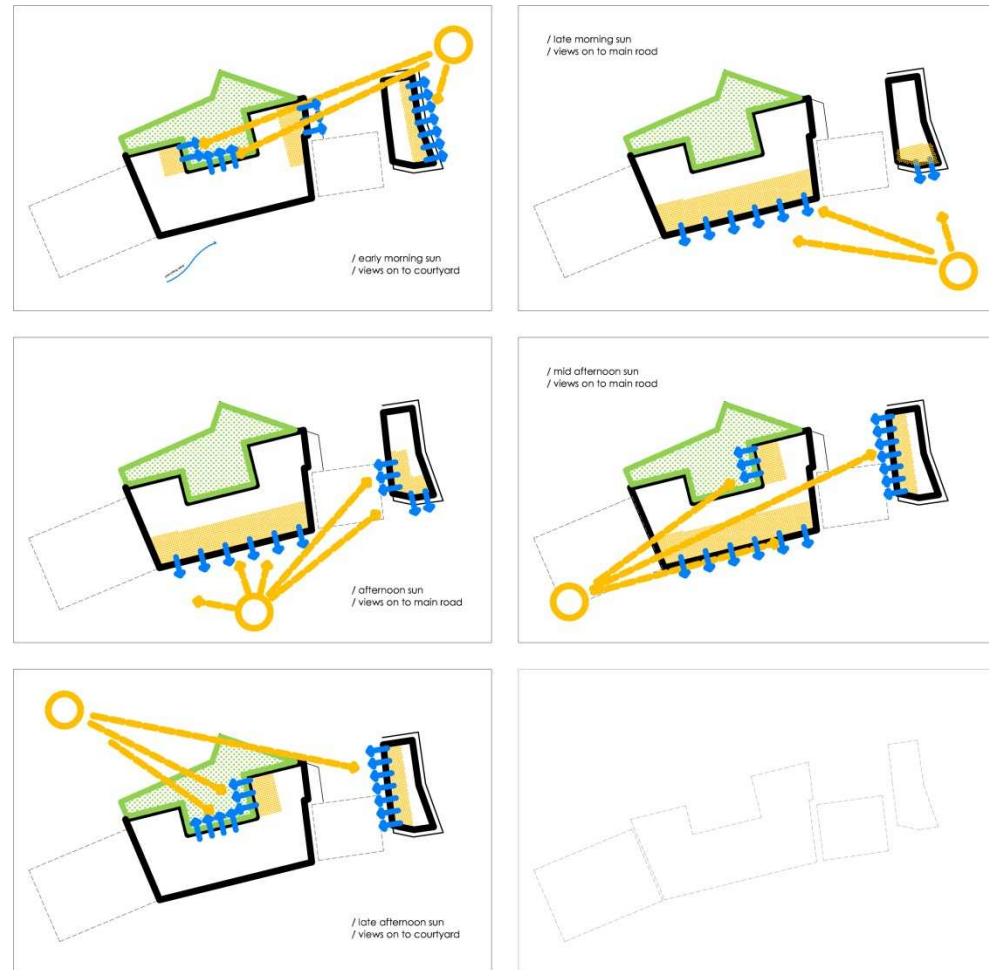 / early morning sun
/ views on to courtyard
/ late morning sun
/ views on to main road
/ afternoon sun
/ views on to main road
/ mid afternoon sun
/ views on to main road
/ late afternoon sun
/ views on to courtyard